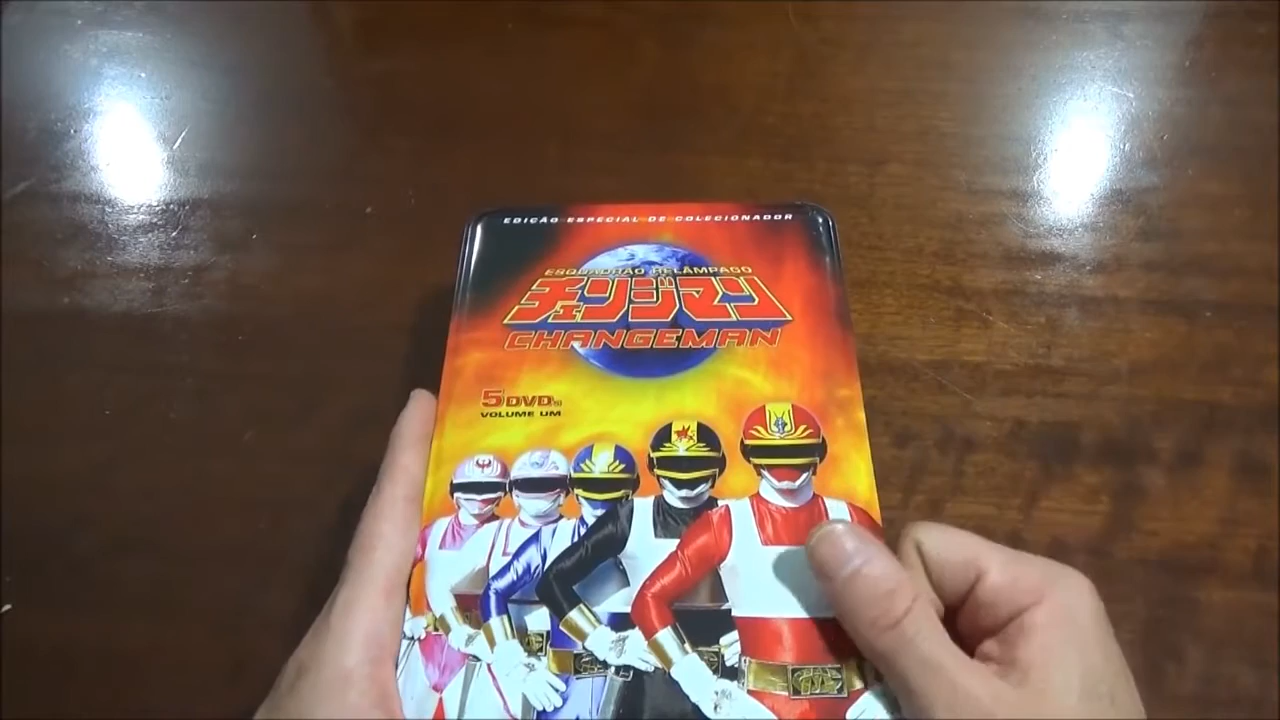 EDIÇÃO ESPECIAL DE COLECIONADOR
ESQUADRÃO RELÂMPAGO
チェンジマン
CHANGEMAN
5 DVDs
VOLUME UM